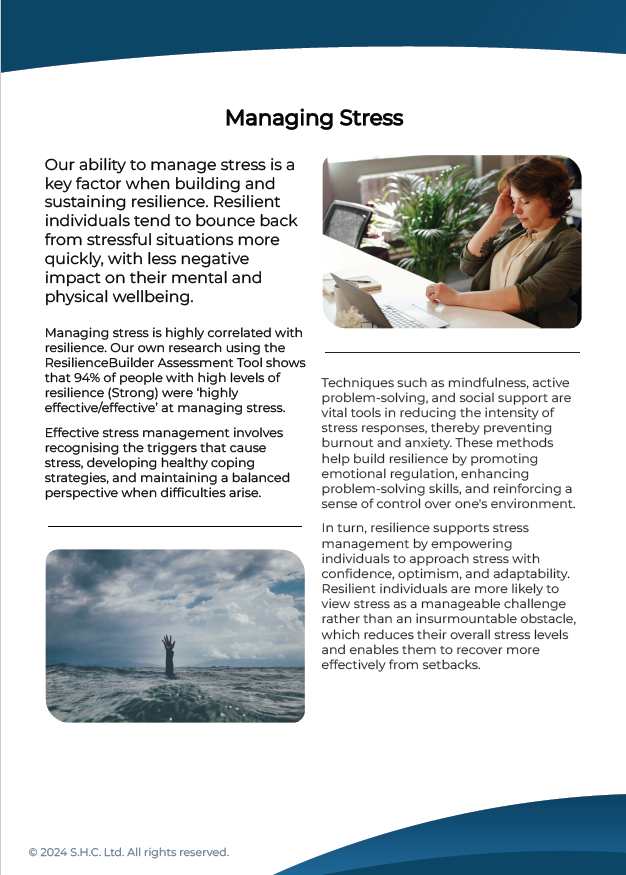 Managing Stress
Our ability to manage stress is a
key factor when building and
sustaining resilience. Resilient
individuals tend to bounce back
from stressful situations more
quickly, with less negative
impact on their mental and
physical wellbeing.
Managing stress is highly correlated with
resilience. Our own research using the
ResilienceBuilder Assessment Tool shows
that 94% of people with high levels of
resilience (Strong) were ‘highly
effective/effective’ at managing stress.
Effective stress management involves
recognising the triggers that cause
stress, developing healthy coping
strategies, and maintaining a balanced
perspective when difficulties arise.
Techniques such as mindfulness, active
problem-solving, and social support are
vital tools in reducing the intensity of
stress responses, thereby preventing
burnout and anxiety. These methods
help build resilience by promoting
emotional regulation, enhancing
problem-solving skills, and reinforcing a
sense of control over one's environment.
In turn, resilience supports stress
management by empowering
individuals to approach stress with
confidence, optimism, and adaptability.
Resilient individuals are more likely to
view stress as a manageable challenge
rather than an insurmountable obstacle,
which reduces their overall stress levels
and enables them to recover more
effectively from setbacks.
© 2024 S.H.C. Ltd. All rights reserved.